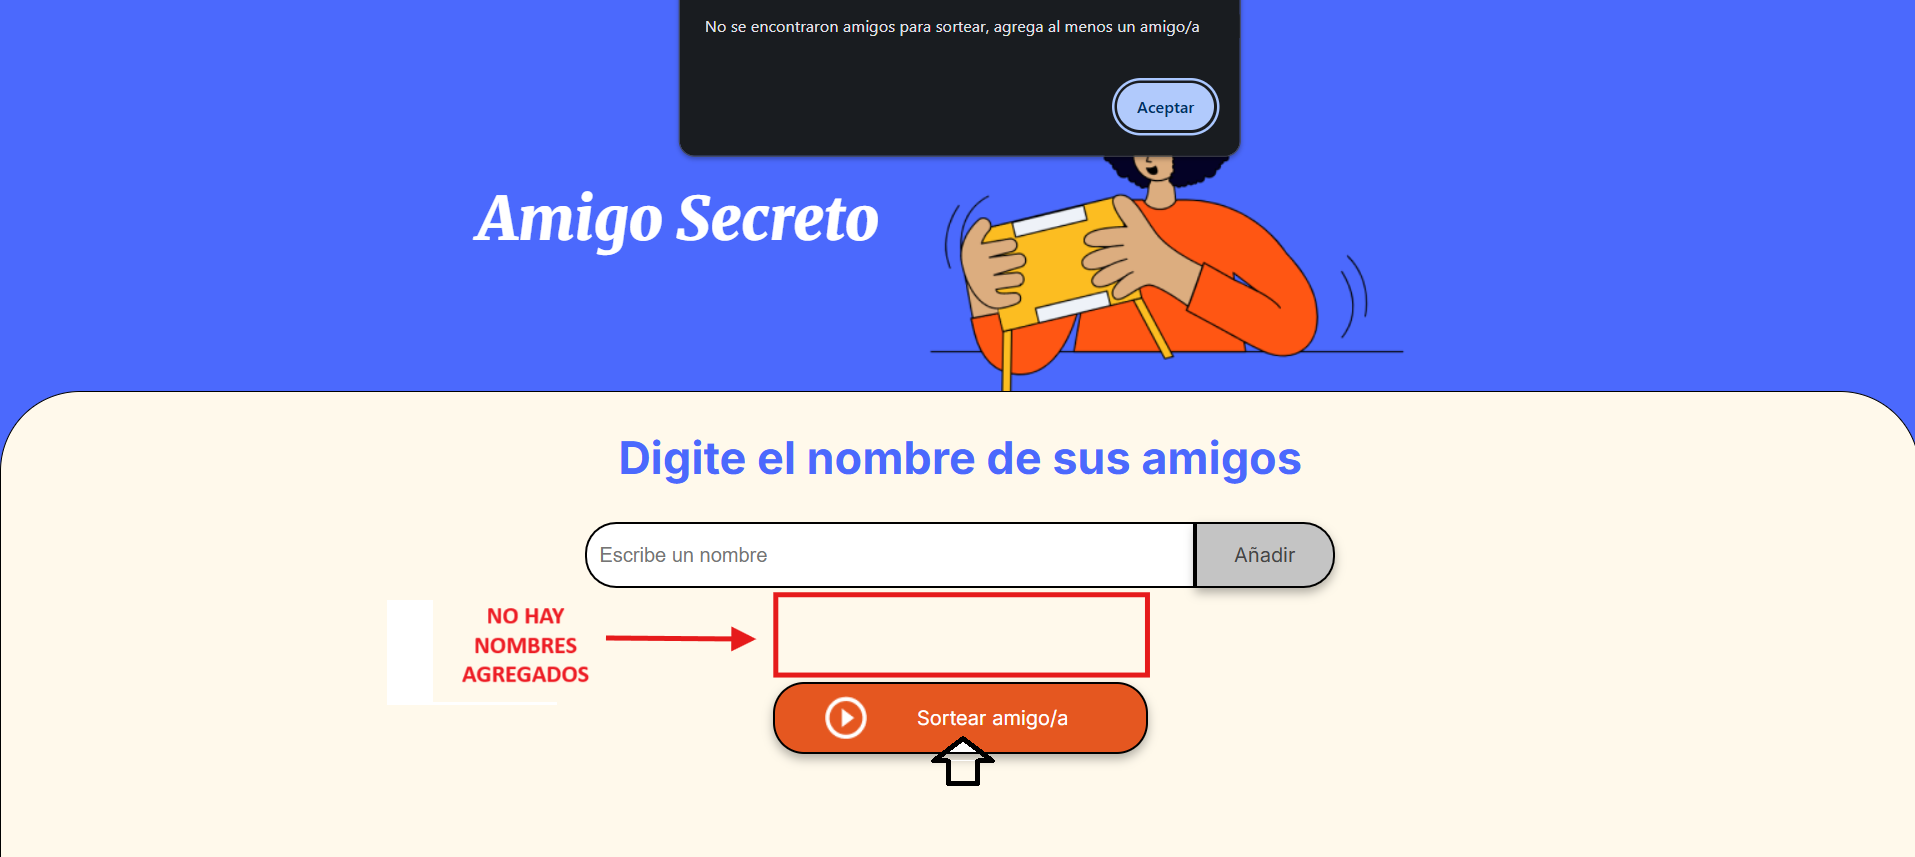 No se encontraron amigos para sortear, agrega al menos un amigo/a
Aceptar
Amigo Secreto
Digite el nombre de sus amigos
Escribe un nombre
Añadir
NO HAY
NOMBRES
AGREGADOS
Sortear amigo/a